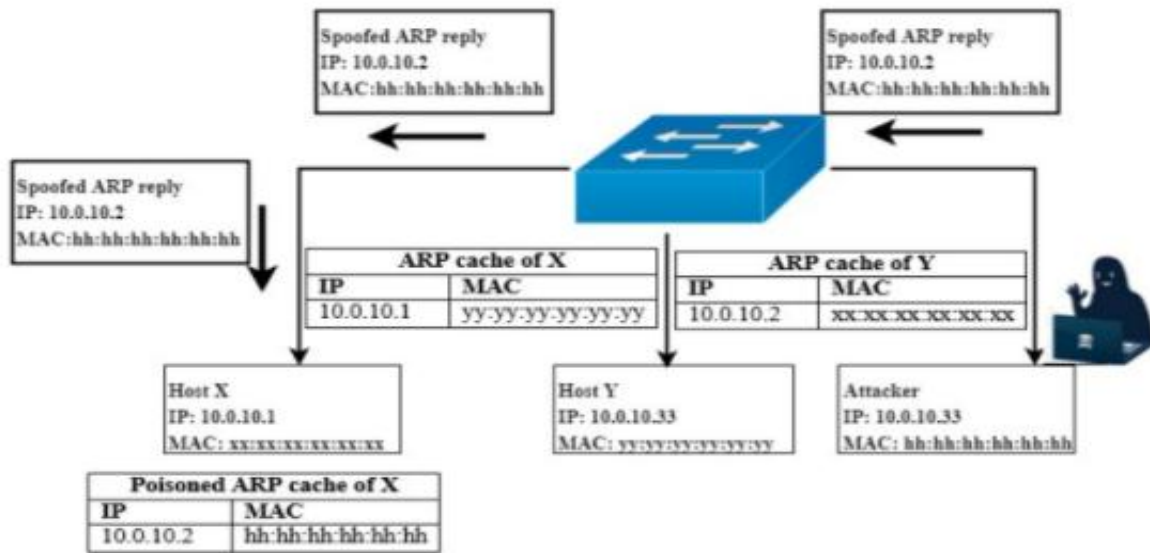 Spoofed ARP reply
IP: 10.0.10.2
MAC:hh:hh:hh:hh:hh:hh
Spoofed ARP reply
IP: 10.0.10.2
MAC:hh:hh:hh:hh:hh:hh
Spoofed ARP reply
IP: 10.0.10.2
MAC:hh:hh:hh:hh:hh:hh
ARP cache of X
IP MAC
10.0.10.1 yy:yy:yy:yy:yy:yy
ARP cache of Y
IP MAC
10.0.10.2 xx:xx:xx:xx:xx:xx
Host X
IP: 10.0.10.1
MAC: xx:xx:xx:xx:xx:xx
Host Y
IP: 10.0.10.33
MAC: yy:yy:yy:yy:yy:yy
Attacker
IP: 10.0.10.33
MAC: hh:hh:hh:hh:hh:hh
Poisoned ARP cache of X
IP MAC
10.0.10.2 hh:hh:hh:hh:hh:hh